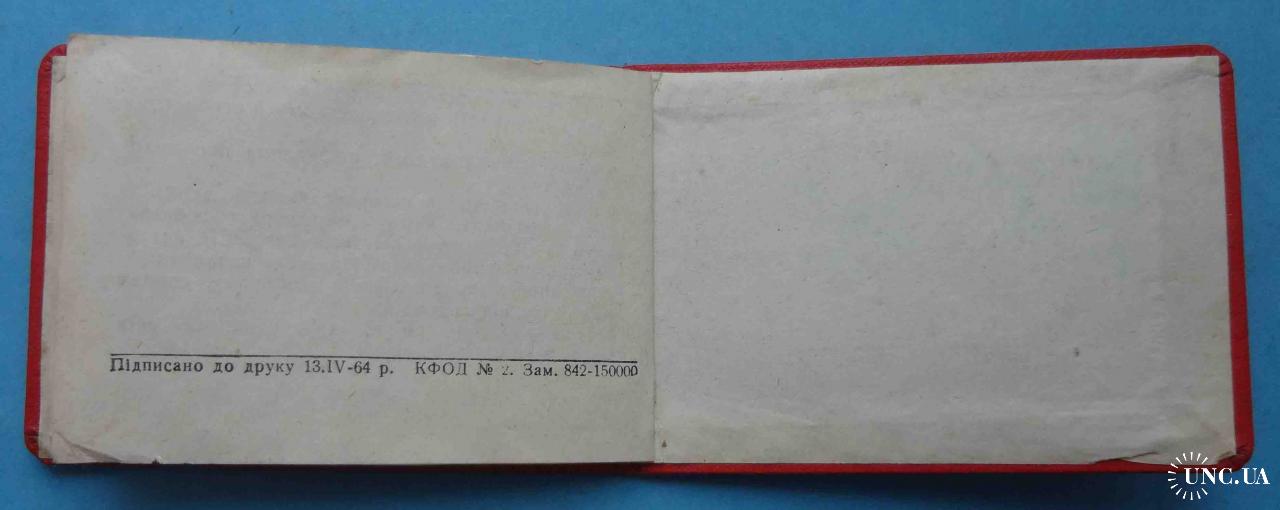 Підписано до друку 13.IV-64 р. КФОД № 2. Зам. 842-150000
UNC.UA